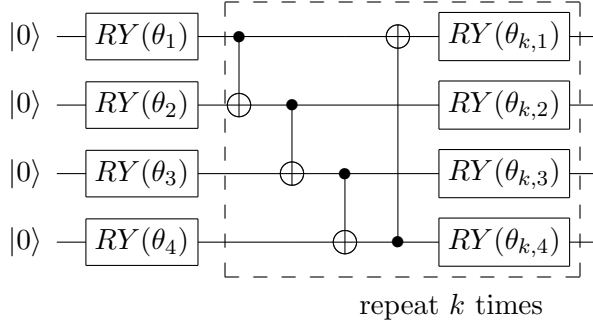 |0⟩ RY(θ₁) RY(θₖ,₁)
|0⟩ RY(θ₂) RY(θₖ,₂)
|0⟩ RY(θ₃) RY(θₖ,₃)
|0⟩ RY(θ₄) RY(θₖ,₄)
repeat k times